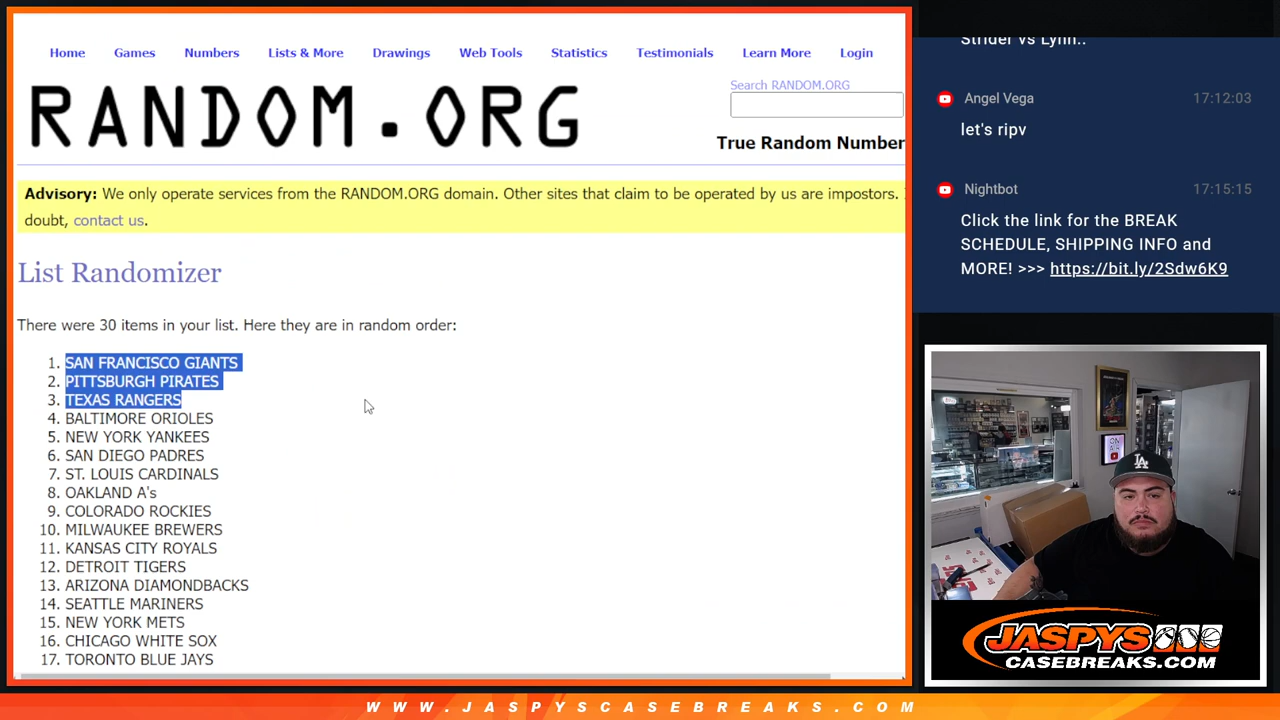 Home Games Numbers Lists & More Drawings Web Tools Statistics Testimonials Learn More Login
RANDOM.ORG
Search RANDOM.ORG
True Random Number
Advisory: We only operate services from the RANDOM.ORG domain. Other sites that claim to be operated by us are impostors.
doubt, contact us.
List Randomizer
There were 30 items in your list. Here they are in random order:
1. SAN FRANCISCO GIANTS
2. PITTSBURGH PIRATES
3. TEXAS RANGERS
4. BALTIMORE ORIOLES
5. NEW YORK YANKEES
6. SAN DIEGO PADRES
7. ST. LOUIS CARDINALS
8. OAKLAND A's
9. COLORADO ROCKIES
10. MILWAUKEE BREWERS
11. KANSAS CITY ROYALS
12. DETROIT TIGERS
13. ARIZONA DIAMONDBACKS
14. SEATTLE MARINERS
15. NEW YORK METS
16. CHICAGO WHITE SOX
17. TORONTO BLUE JAYS
Strider vs Lynn..
Angel Vega 17:12:03
let's ripv
Nightbot 17:15:15
Click the link for the BREAK
SCHEDULE, SHIPPING INFO and
MORE! >>> https://bit.ly/2Sdw6K9
ON
AIR
LA
JASPYS
CASEBREAKS.COM
WWW.JASPYSCASEBREAKS.COM